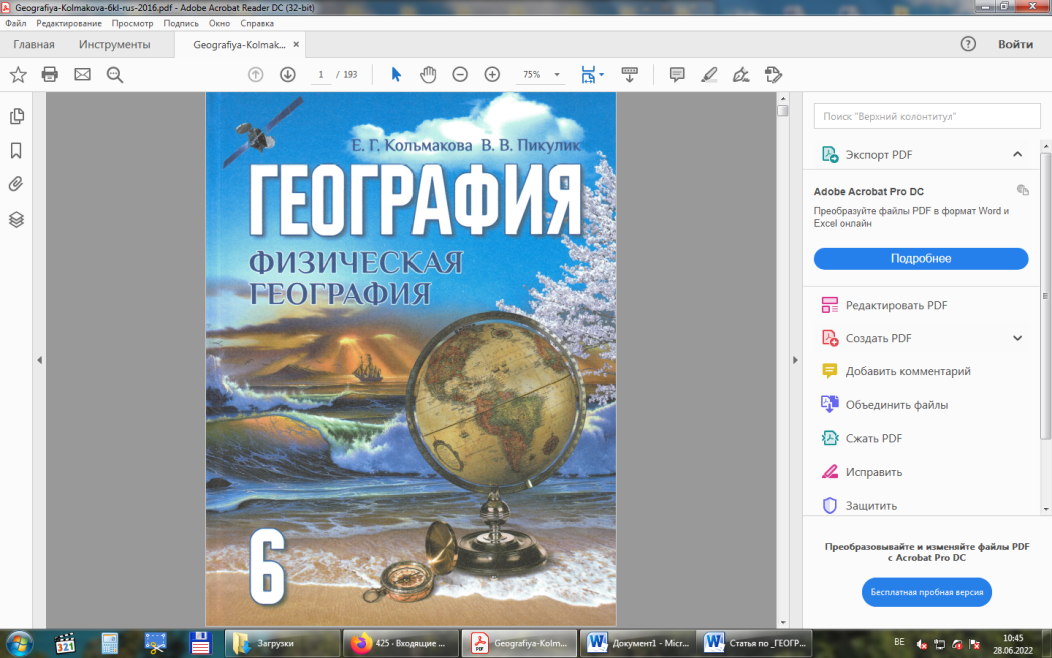 Geografiya-Kolmakova-6kl-rus-2016.pdf - Adobe Acrobat Reader DC (32-bit)
Файл Редактирование Просмотр Подпись Окно Справка
Главная Инструменты Geografiya-Kolmak... × Войти
1 / 193 75%
Поиск "Верхний колонтитул"
Экспорт PDF
Adobe Acrobat Pro DC
Преобразуйте файлы PDF в формат Word и
Excel онлайн
Подробнее
Редактировать PDF
Создать PDF
Добавить комментарий
Объединить файлы
Сжать PDF
Исправить
Защитить
Преобразовывайте и изменяйте файлы PDF
с Acrobat Pro DC
Бесплатная пробная версия
Е. Г. Кольмакова В. В. Пикулик
ГЕОГРАФИЯ
ФИЗИЧЕСКАЯ
ГЕОГРАФИЯ
6
321
Загрузки
425 · Входящие ...
Geografiya-Kolm...
Документ1 - Micr...
Статья по _ГЕОГР...
BE
10:45
28.06.2022